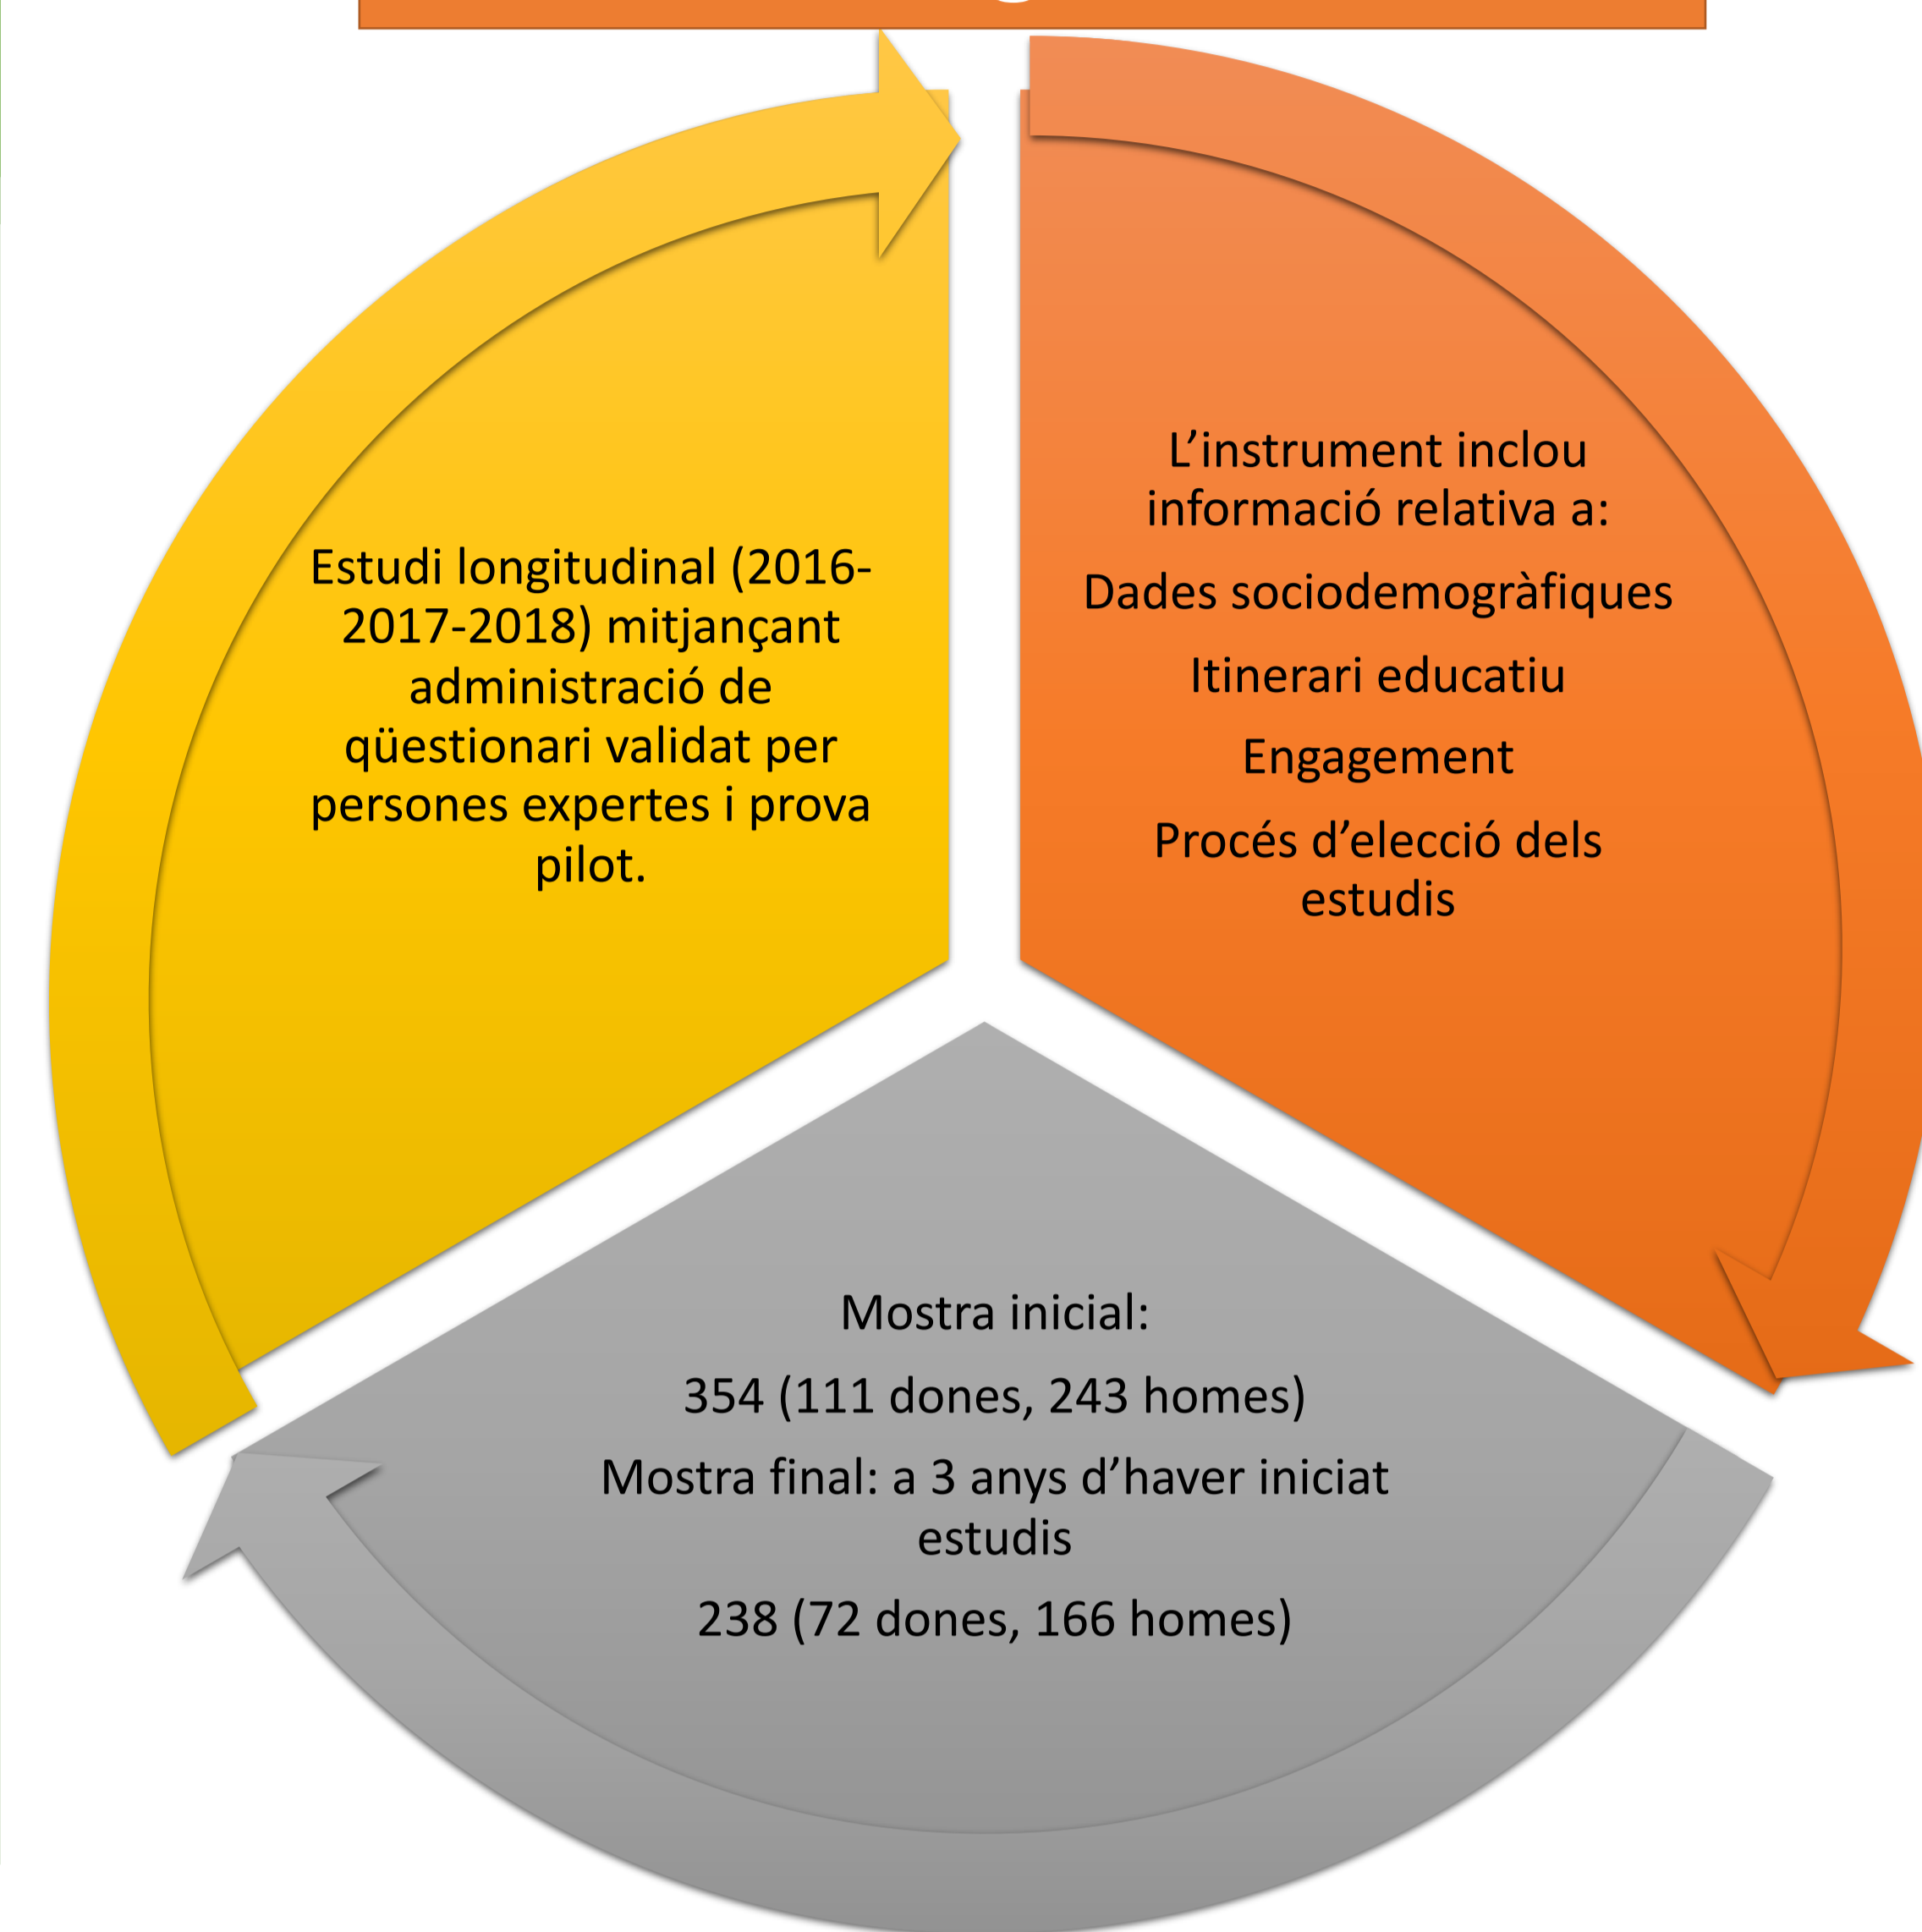 Estudi longitudinal (2016-
2017-2018) mitjançant
administració de
qüestionari validat per
persones expertes i prova
pilot.
L’instrument inclou
informació relativa a:
Dades sociodemogràfiques
Itinerari educatiu
Engagement
Procés d’elecció dels
estudis
Mostra inicial:
354 (111 dones, 243 homes)
Mostra final: a 3 anys d’haver iniciat
estudis
238 (72 dones, 166 homes)